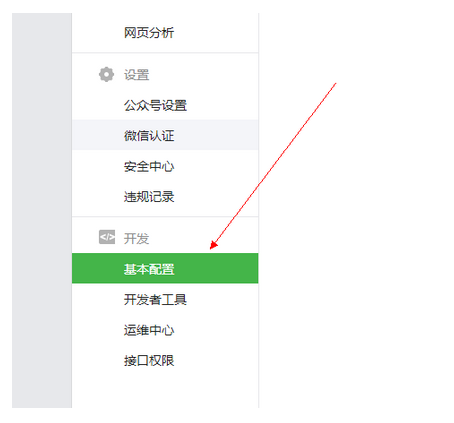 网页分析
设置
公众号设置
微信认证
安全中心
违规记录
</> 开发
基本配置
开发者工具
运维中心
接口权限